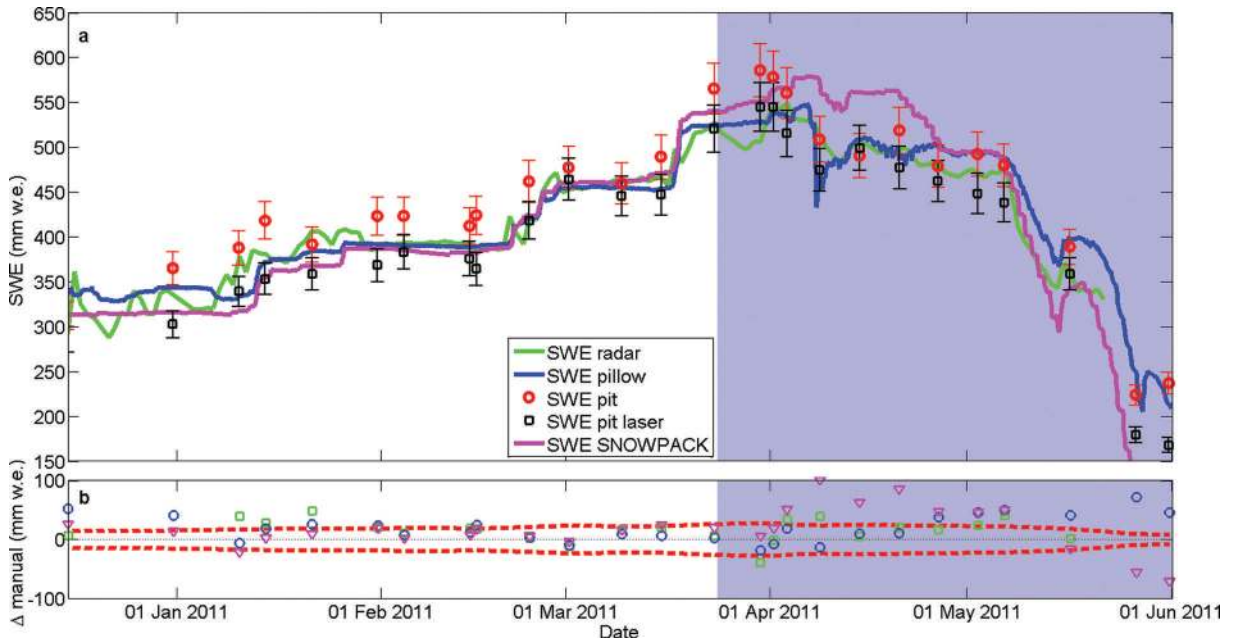 a
650
600
550
500
450
400
350
300
250
200
150
SWE (mm w.e.)
SWE radar
SWE pillow
SWE pit
SWE pit laser
SWE SNOWPACK
b
100
0
-100
Δ manual (mm w.e.)
01 Jan 2011
01 Feb 2011
01 Mar 2011
01 Apr 2011
01 May 2011
01 Jun 2011
Date